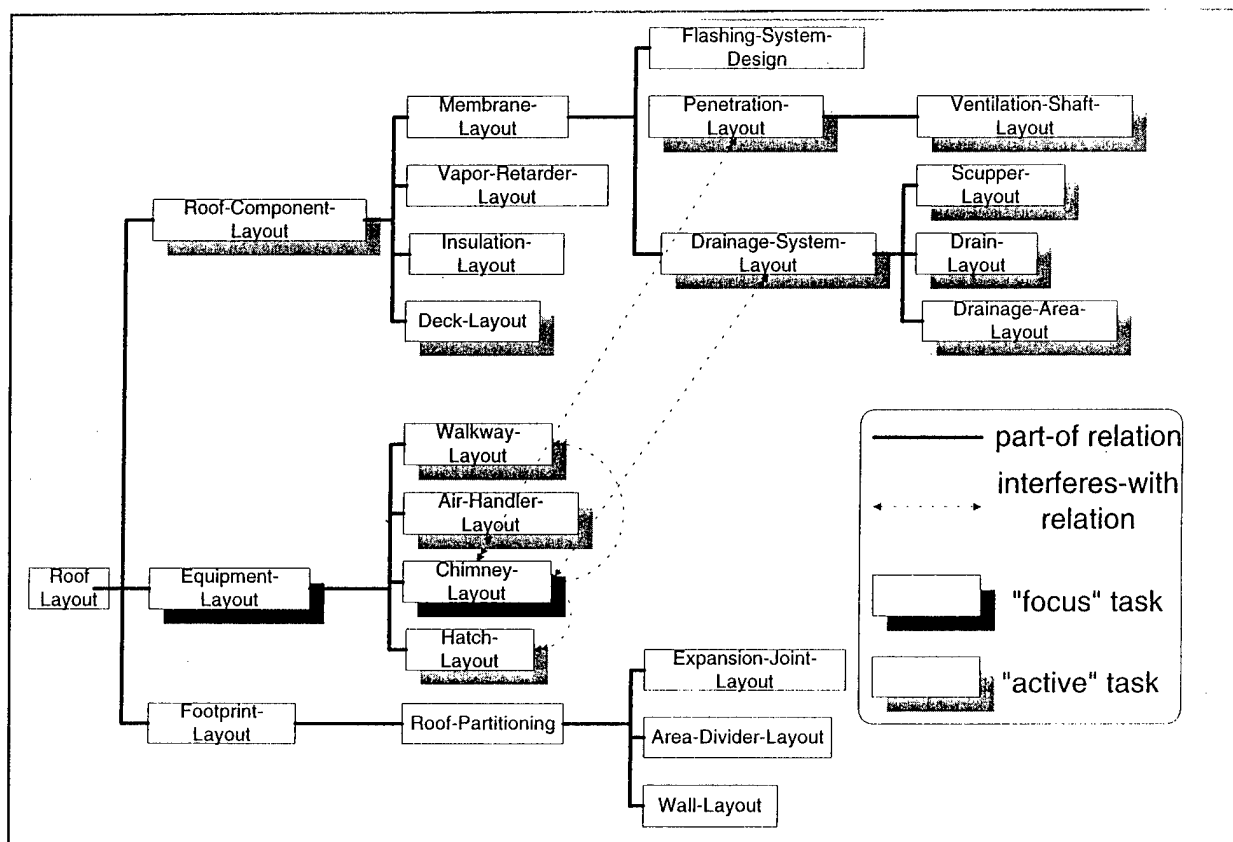 Flashing-System-
Design
Membrane-
Layout
Penetration-
Layout
Ventilation-Shaft-
Layout
Vapor-Retarder-
Layout
Scupper-
Layout
Roof-Component-
Layout
Insulation-
Layout
Drainage-System-
Layout
Drain-
Layout
Deck-Layout
Drainage-Area-
Layout
Walkway-
Layout
Air-Handler-
Layout
Roof
Layout
Equipment-
Layout
Chimney-
Layout
Hatch-
Layout
Footprint-
Layout
Roof-Partitioning
Expansion-Joint-
Layout
Area-Divider-Layout
Wall-Layout
part-of relation
interferes-with
relation
"focus" task
"active" task